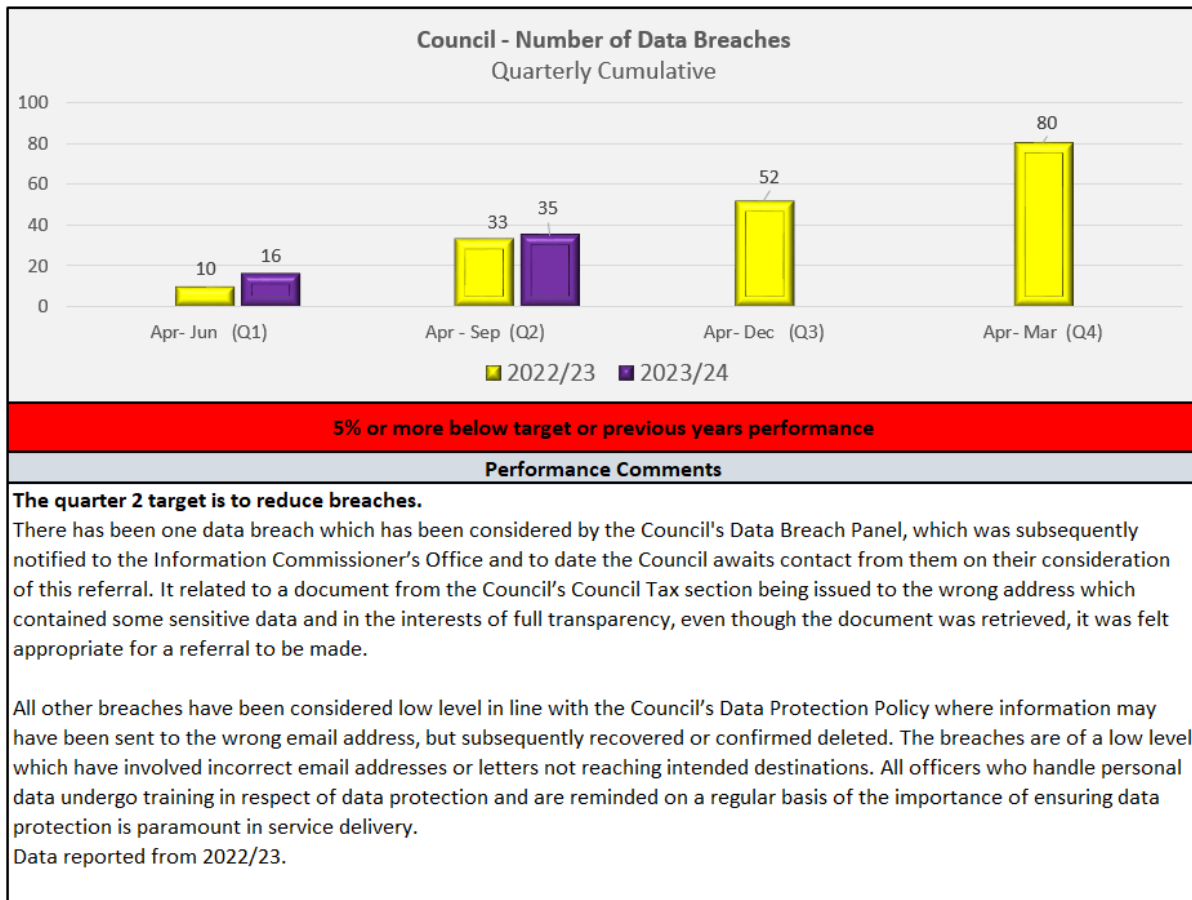 Council - Number of Data Breaches
Quarterly Cumulative
100
80
60
40
20
0
10
16
33
35
52
80
Apr- Jun (Q1)
Apr - Sep (Q2)
Apr- Dec (Q3)
Apr- Mar (Q4)
2022/23
2023/24
5% or more below target or previous years performance
Performance Comments
The quarter 2 target is to reduce breaches.
There has been one data breach which has been considered by the Council's Data Breach Panel, which was subsequently
notified to the Information Commissioner’s Office and to date the Council awaits contact from them on their consideration
of this referral. It related to a document from the Council’s Council Tax section being issued to the wrong address which
contained some sensitive data and in the interests of full transparency, even though the document was retrieved, it was felt
appropriate for a referral to be made.
All other breaches have been considered low level in line with the Council’s Data Protection Policy where information may
have been sent to the wrong email address, but subsequently recovered or confirmed deleted. The breaches are of a low level
which have involved incorrect email addresses or letters not reaching intended destinations. All officers who handle personal
data undergo training in respect of data protection and are reminded on a regular basis of the importance of ensuring data
protection is paramount in service delivery.
Data reported from 2022/23.